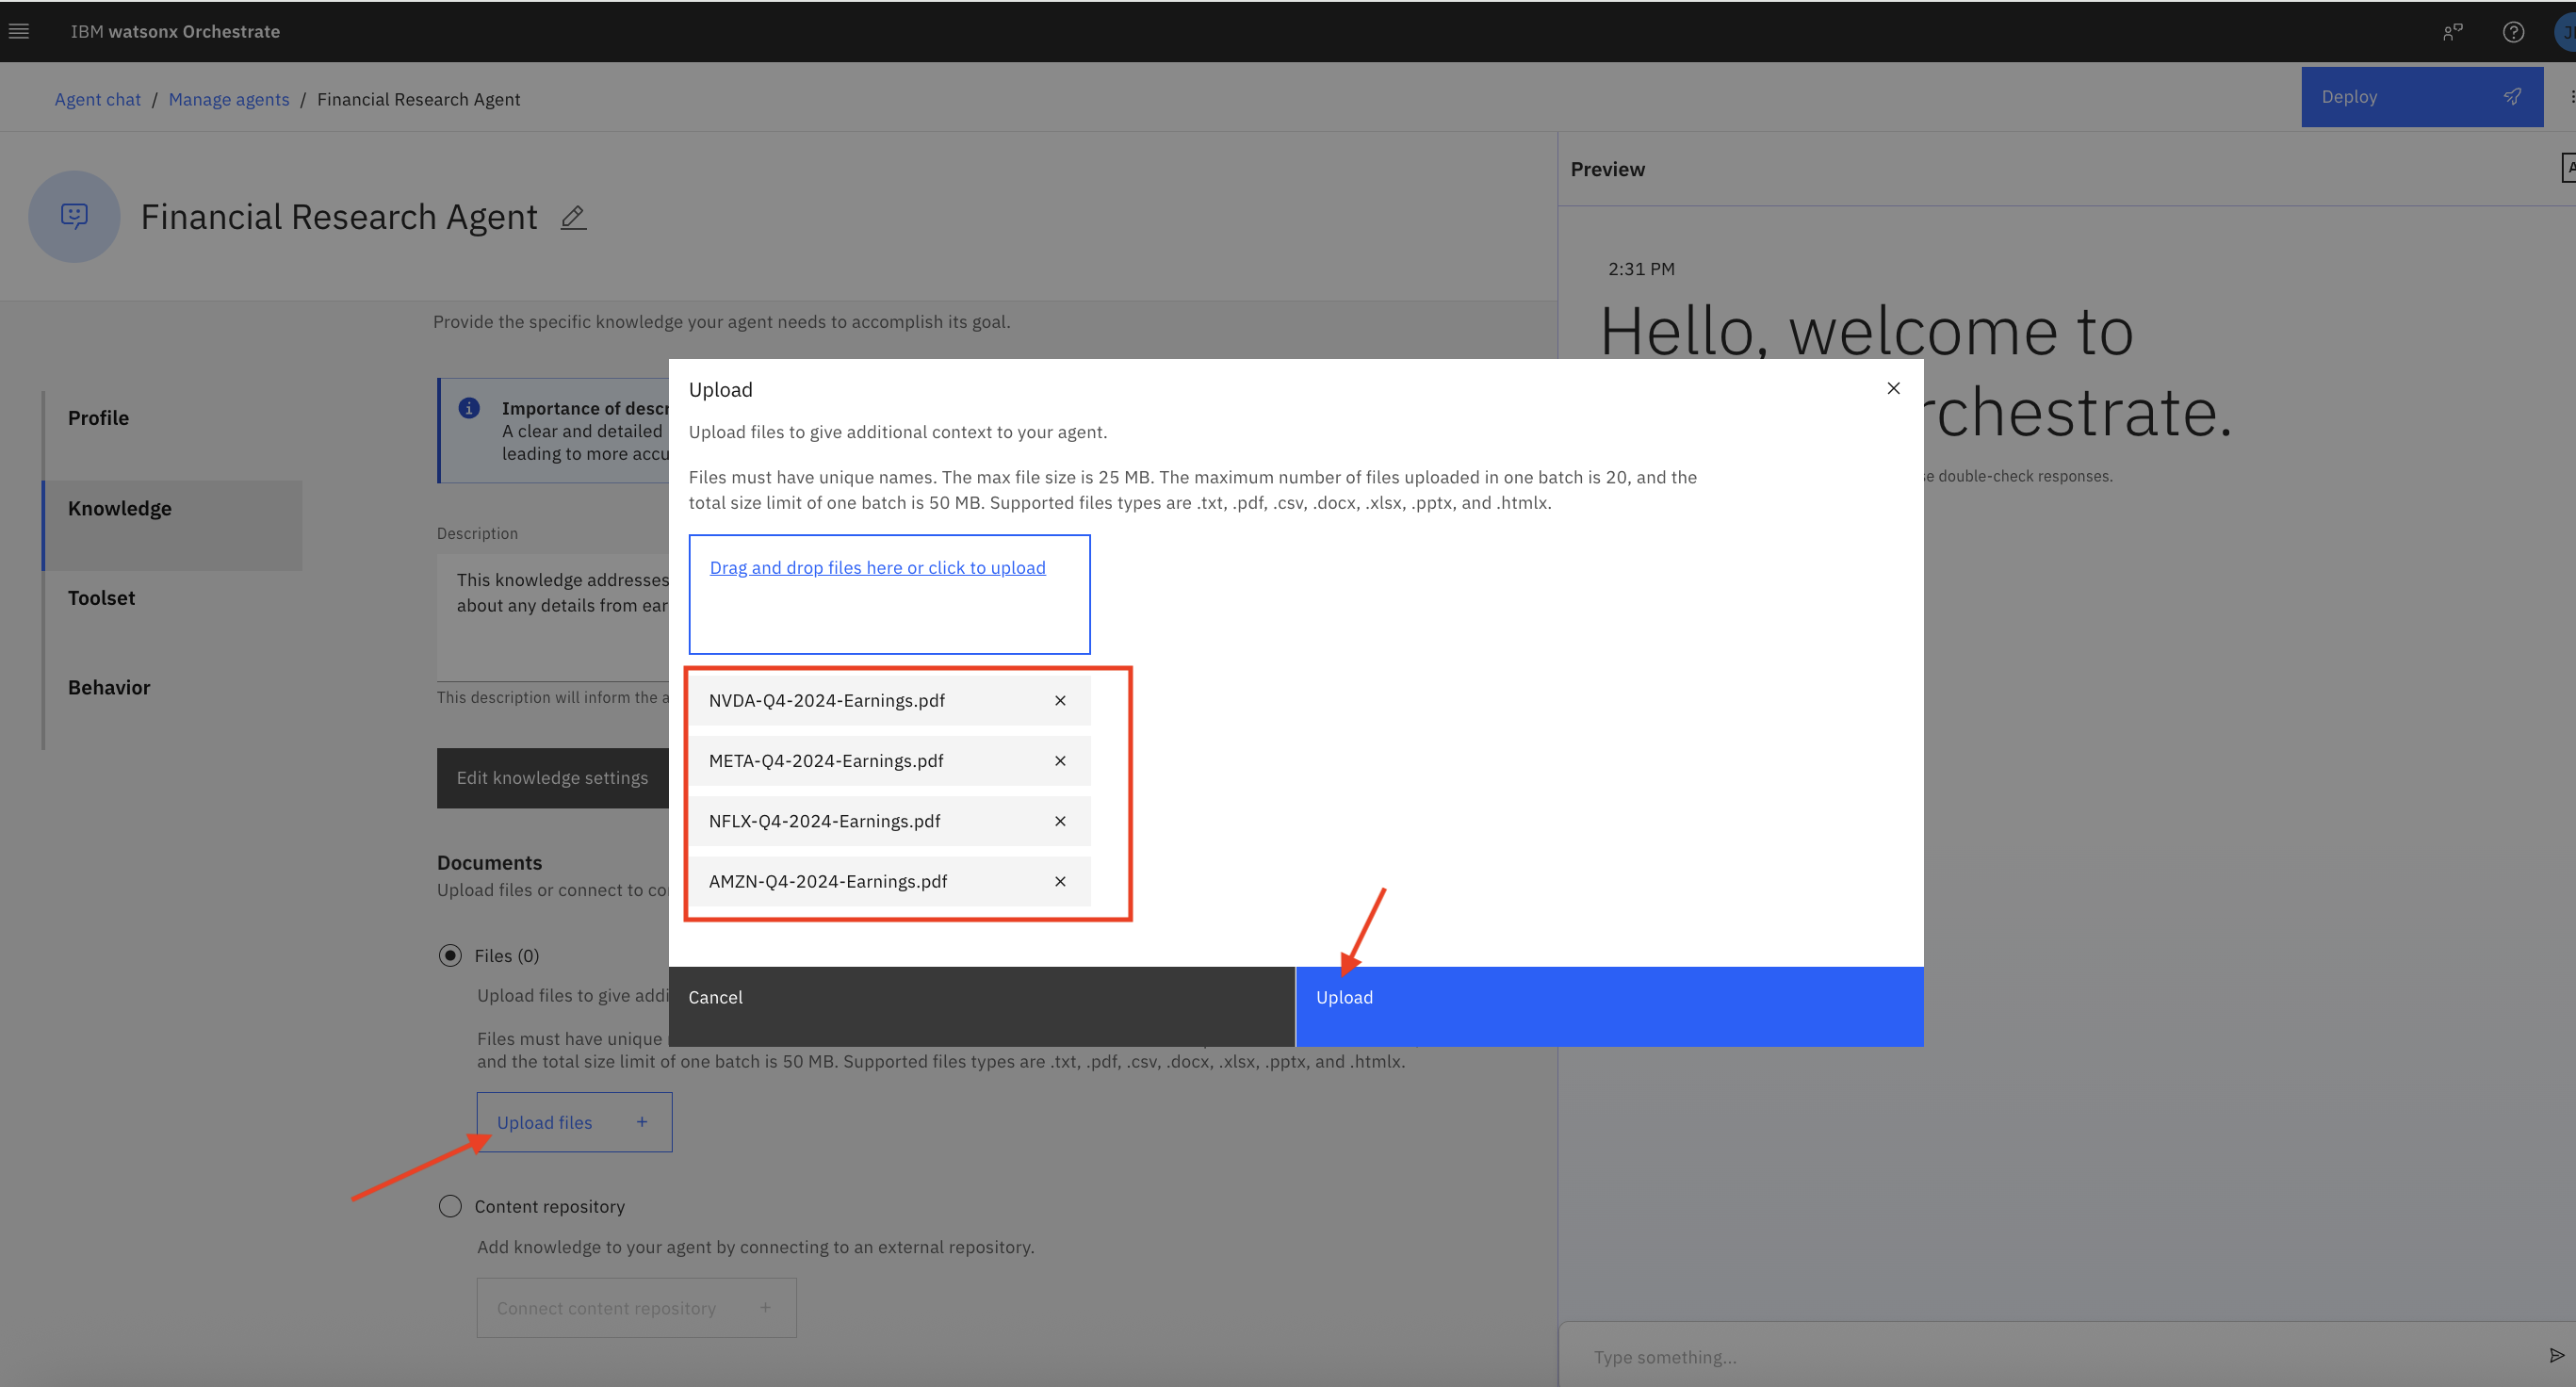 IBM watsonx Orchestrate
Agent chat / Manage agents / Financial Research Agent
Deploy
Financial Research Agent
Preview
2:31 PM
Hello, welcome to
rchestrate.
se double-check responses.
Type something...
Profile
Knowledge
Toolset
Behavior
Provide the specific knowledge your agent needs to accomplish its goal.
Importance of descr
A clear and detailed
leading to more accu
Description
This knowledge addresses
about any details from ear
This description will inform the a
Edit knowledge settings
Documents
Upload files or connect to co
Files (0)
Upload files to give addi
Files must have unique
and the total size limit of one batch is 50 MB. Supported files types are .txt, .pdf, .csv, .docx, .xlsx, .pptx, and .htmlx.
Upload files +
Content repository
Add knowledge to your agent by connecting to an external repository.
Connect content repository +
Upload
Upload files to give additional context to your agent.
Files must have unique names. The max file size is 25 MB. The maximum number of files uploaded in one batch is 20, and the
total size limit of one batch is 50 MB. Supported files types are .txt, .pdf, .csv, .docx, .xlsx, .pptx, and .htmlx.
Drag and drop files here or click to upload
NVDA-Q4-2024-Earnings.pdf
META-Q4-2024-Earnings.pdf
NFLX-Q4-2024-Earnings.pdf
AMZN-Q4-2024-Earnings.pdf
Cancel
Upload